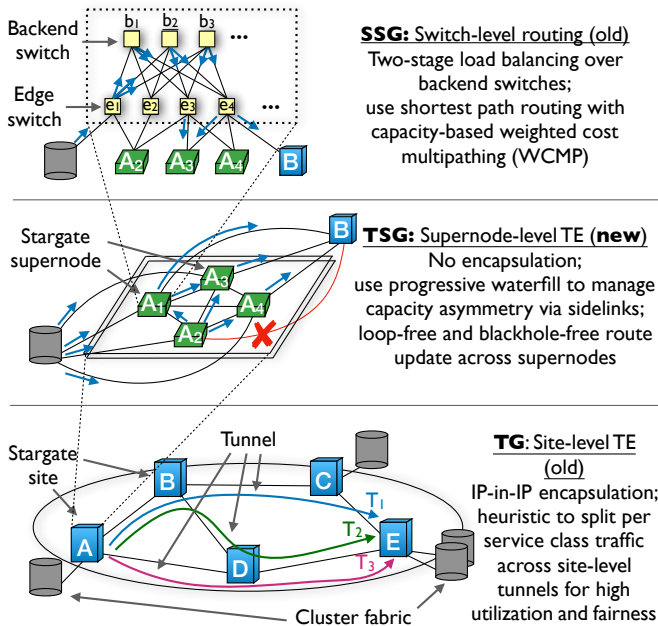 b₁ b₂ b₃ ...
Backend
switch
Edge
switch
e₁ e₂ e₃ e₄ ...
A₂ A₃ A₄ B
SSG: Switch-level routing (old)
Two-stage load balancing over
backend switches;
use shortest path routing with
capacity-based weighted cost
multipathing (WCMP)
Stargate
supernode
B
A₃
A₁ A₄
A₂
TSG: Supernode-level TE (new)
No encapsulation;
use progressive waterfill to manage
capacity asymmetry via sidelinks;
loop-free and blackhole-free route
update across supernodes
Stargate
site
Tunnel
B C
T₁
A T₂ E
D T₃
Cluster fabric
TG: Site-level TE
(old)
IP-in-IP encapsulation;
heuristic to split per
service class traffic
across site-level
tunnels for high
utilization and fairness